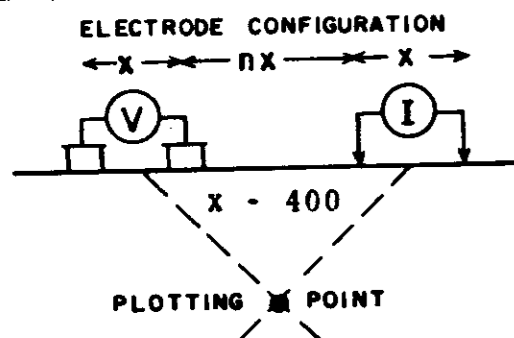 ELECTRODE CONFIGURATION
x nx x
V I
x - 400
PLOTTING POINT